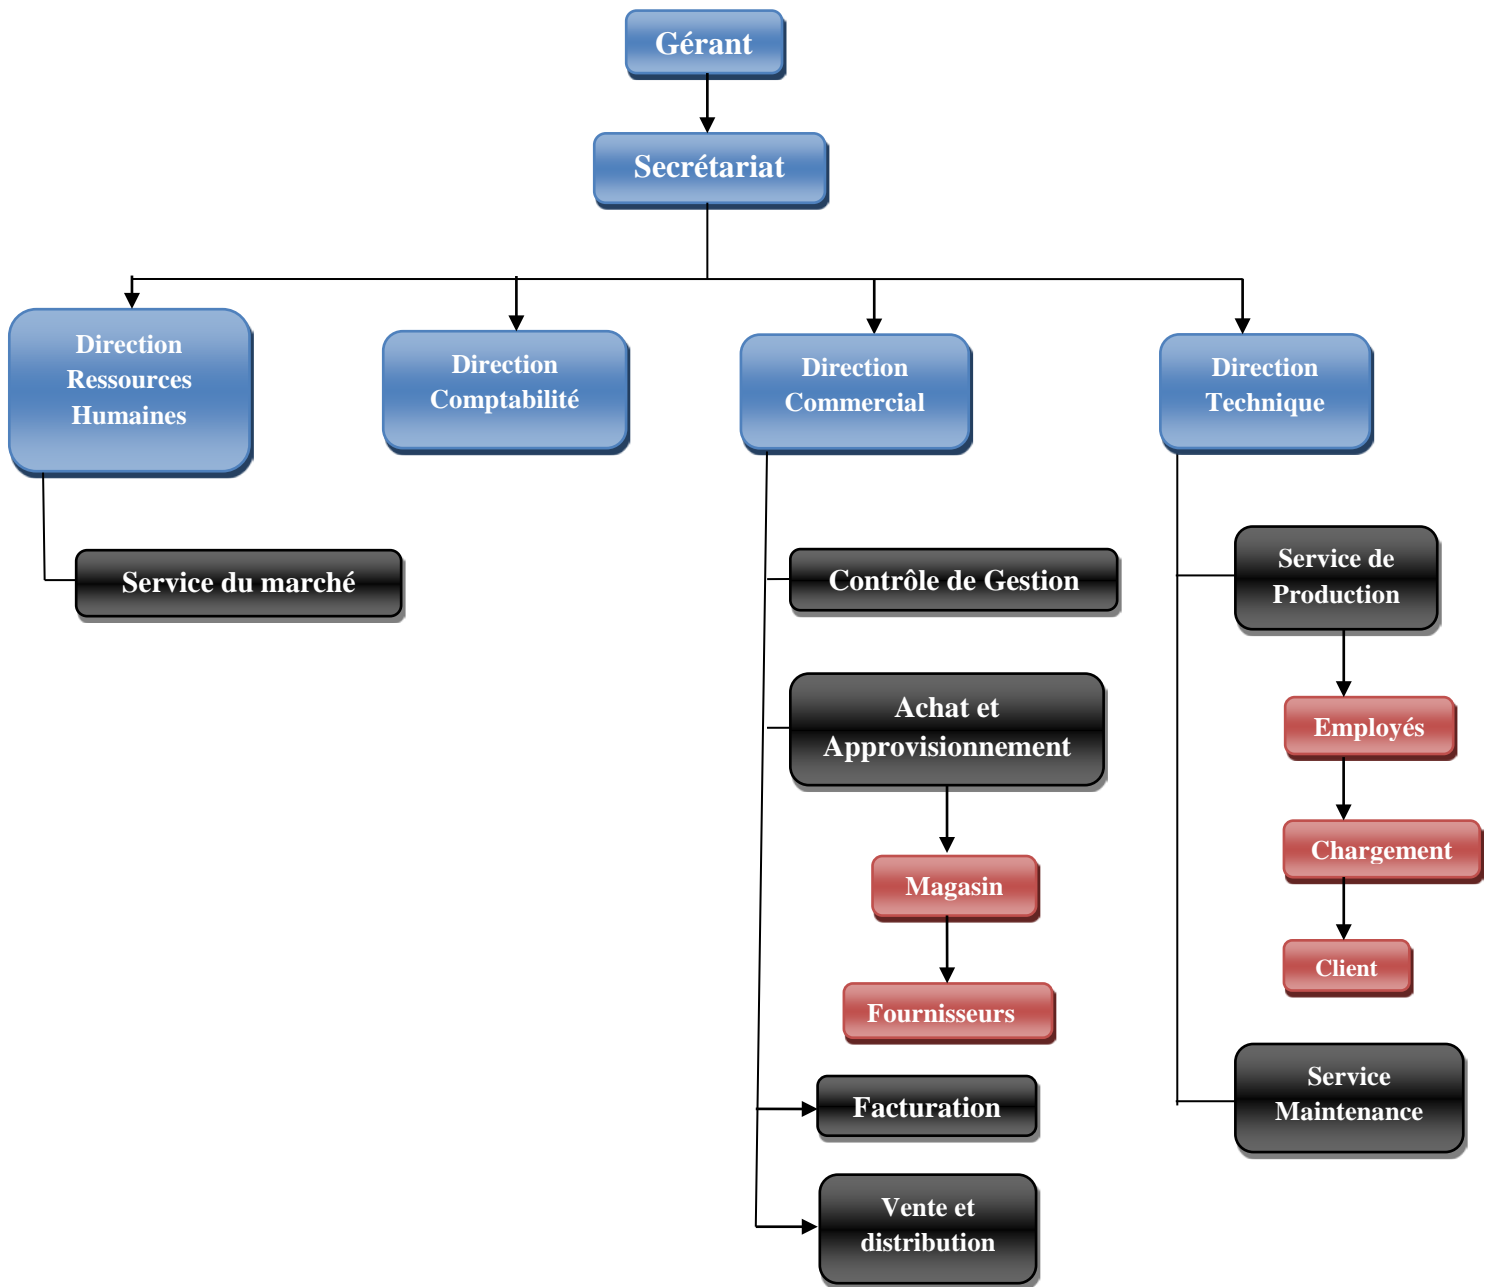 Gérant
Secrétariat
Direction
Ressources
Humaines
Direction
Comptabilité
Direction
Commercial
Direction
Technique
Service du marché
Contrôle de Gestion
Achat et
Approvisionnement
Magasin
Fournisseurs
Facturation
Vente et
distribution
Service de
Production
Employés
Chargement
Client
Service
Maintenance